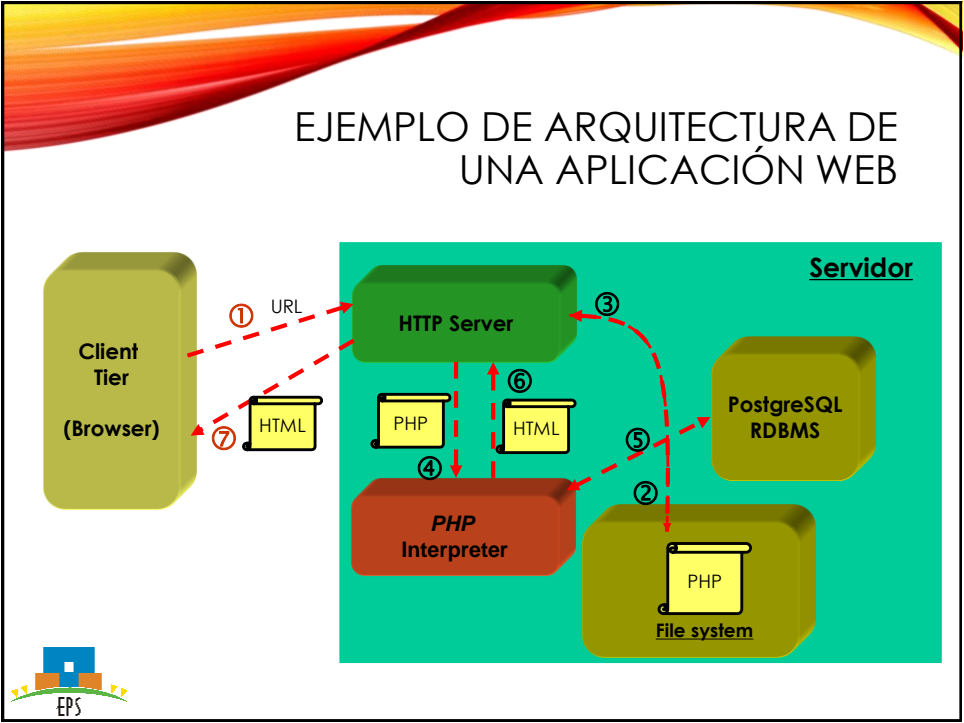 EJEMPLO DE ARQUITECTURA DE
UNA APLICACIÓN WEB
Servidor
Client
Tier
(Browser)
① URL
HTTP Server
③
⑦
HTML
PHP
④
⑥
HTML
⑤
PostgreSQL
RDBMS
PHP
Interpreter
②
PHP
File system
EPS